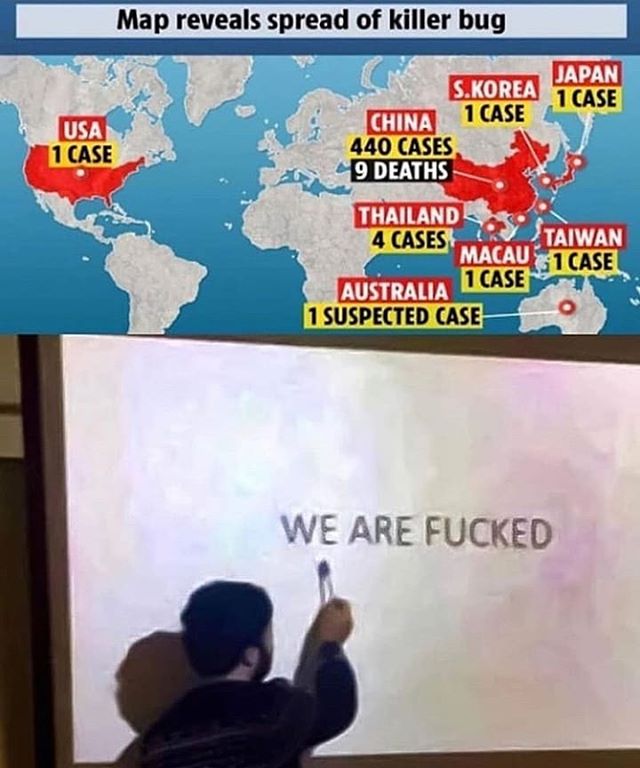 Map reveals spread of killer bug
JAPAN
1 CASE
S.KOREA
1 CASE
USA
1 CASE
CHINA
440 CASES
9 DEATHS
THAILAND
4 CASES
TAIWAN
1 CASE
MACAU
1 CASE
AUSTRALIA
1 SUSPECTED CASE
WE ARE FUCKED